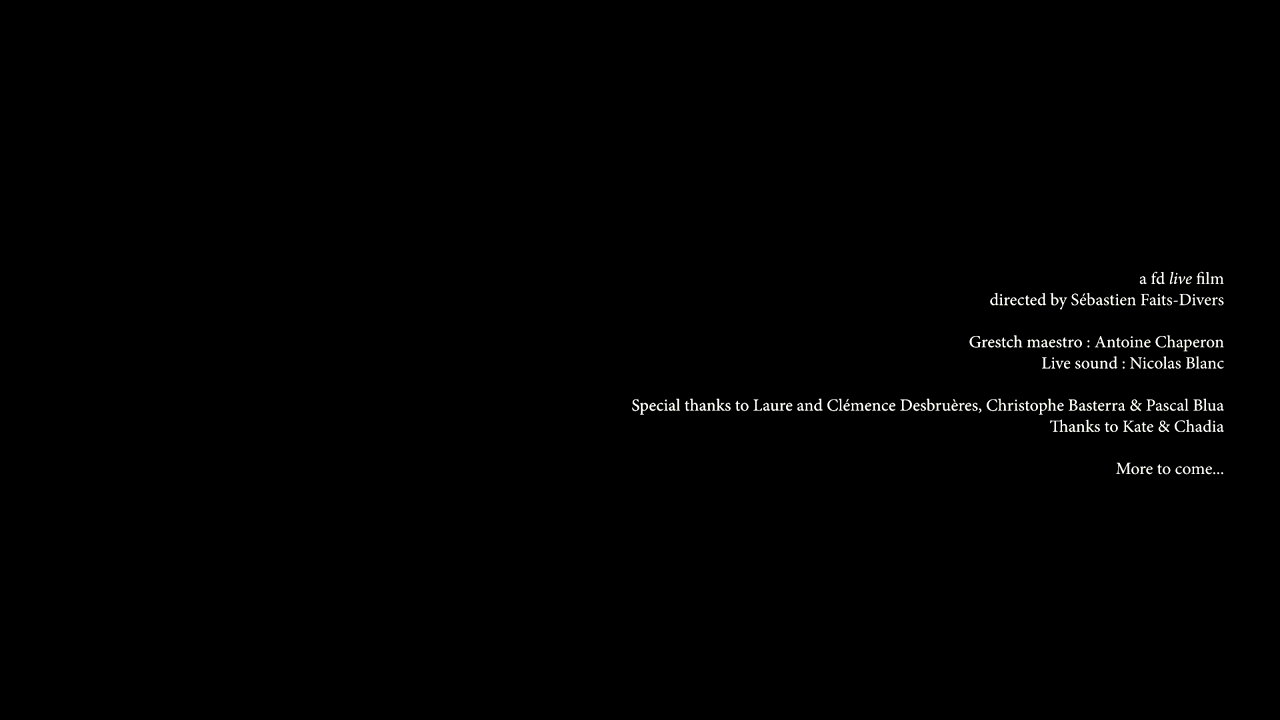 a fd live film
directed by Sébastien Faits-Divers
Grestch maestro : Antoine Chaperon
Live sound : Nicolas Blanc
Special thanks to Laure and Clémence Desbruères, Christophe Basterra & Pascal Blua
Thanks to Kate & Chadia
More to come...